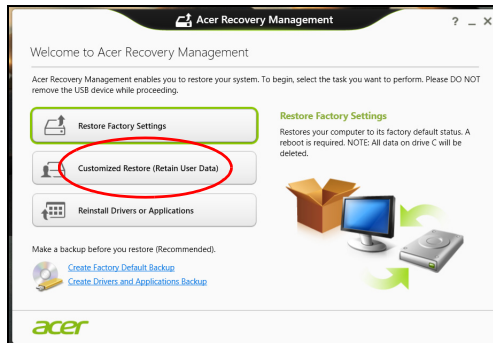 Acer Recovery Management
? _ X
Welcome to Acer Recovery Management
Acer Recovery Management enables you to restore your system. To begin, select the task you want to perform. Please DO NOT
remove the USB device while proceeding.
Restore Factory Settings
Customized Restore (Retain User Data)
Reinstall Drivers or Applications
Restore Factory Settings
Restores your computer to its factory default status. A
reboot is required. NOTE: All data on drive C will be
deleted.
Make a backup before you restore (Recommended).
Create Factory Default Backup
Create Drivers and Applications Backup
acer